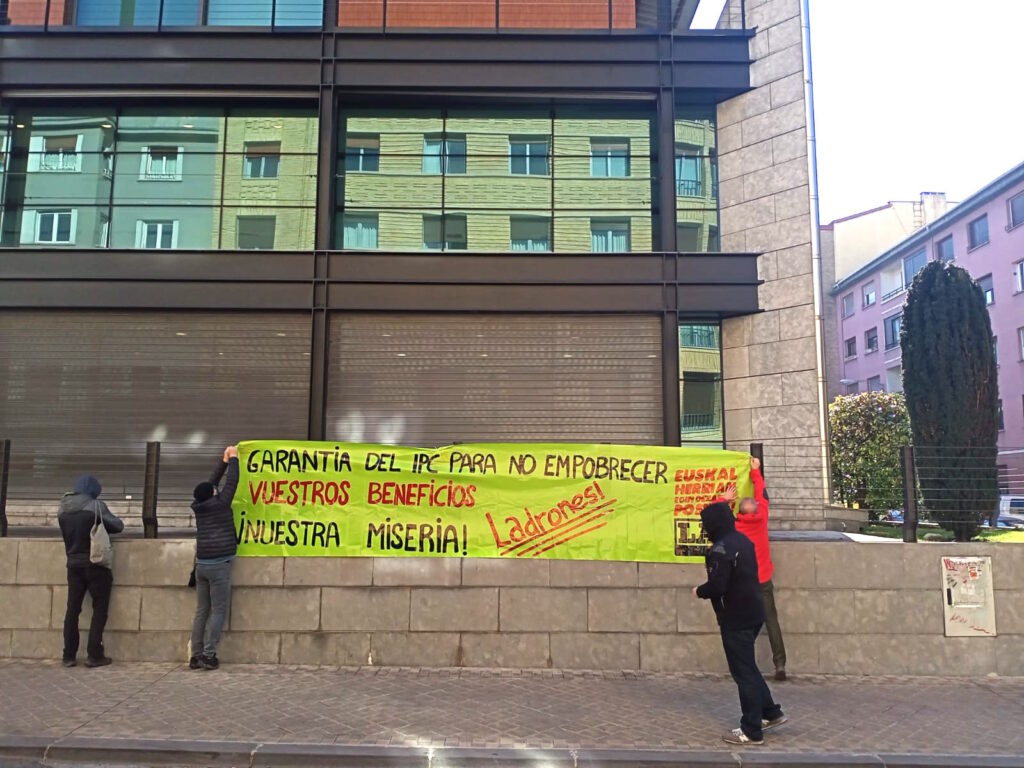 GARANTIA DEL IPC PARA NO EMPOBRECER
VUESTROS BENEFICIOS
¡NUESTRA MISERIA!
Ladrones!
EUSKAL
HERRIA